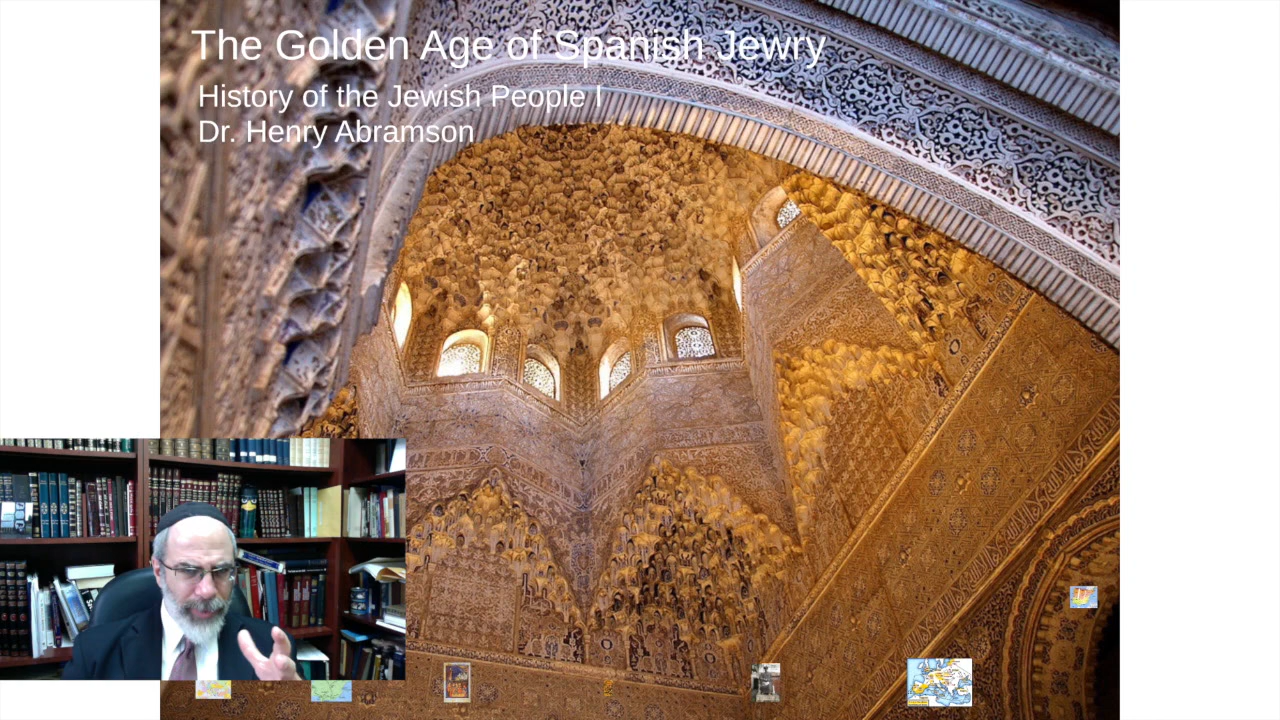 The Golden Age of Spanish Jewry
History of the Jewish People I
Dr. Henry Abramson